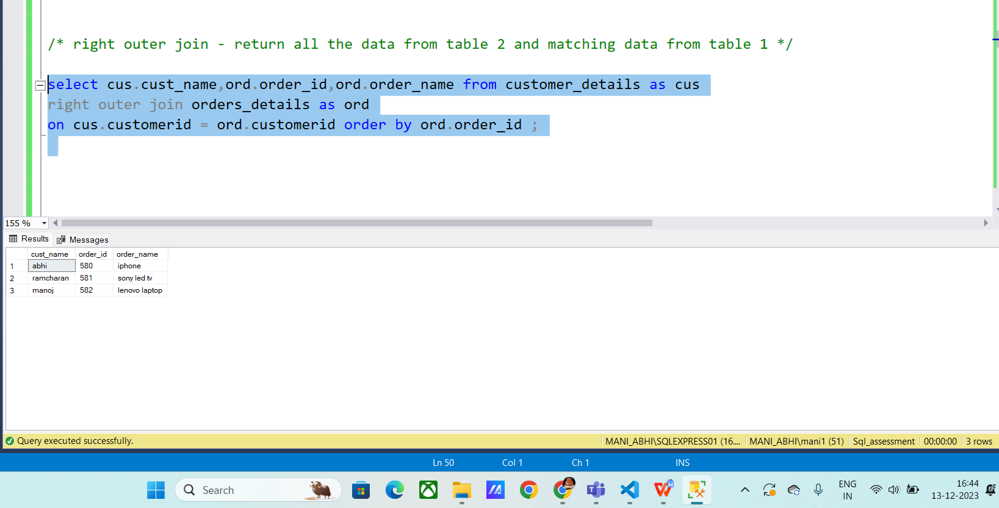 /* right outer join - return all the data from table 2 and matching data from table 1 */
select cus.cust_name,ord.order_id,ord.order_name from customer_details as cus
right outer join orders_details as ord
on cus.customerid = ord.customerid order by ord.order_id ;
155 %
Results Messages
cust_name order_id order_name
1 abhi 580 iphone
2 ramcharan 581 sony led tv
3 manoj 582 lenovo laptop
Query executed successfully. MANI_ABHI\SQLEXPRESS01 (16.... MANI_ABHI\mani1 (51) Sql_assessment 00:00:00 3 rows
Ln 50 Col 1 Ch 1 INS
Search
ENG
IN
16:44
13-12-2023